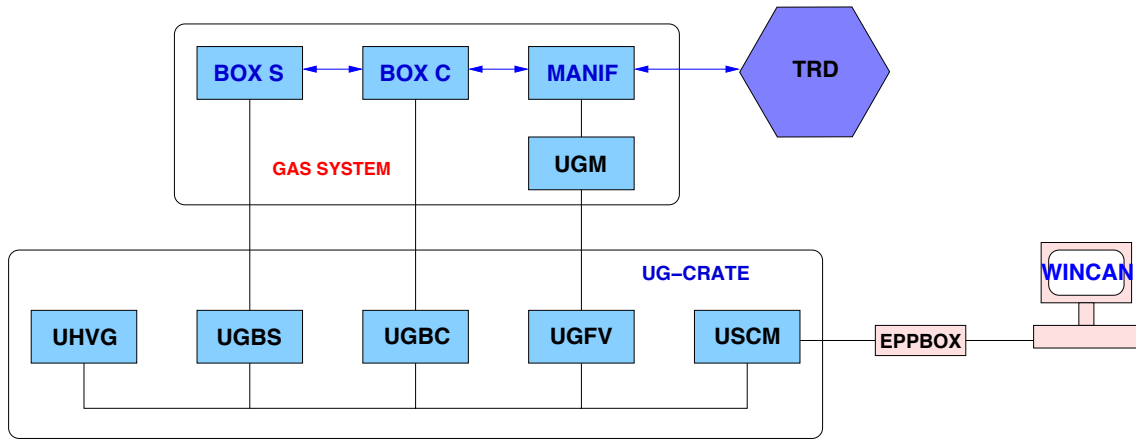 BOX S
BOX C
MANIF
TRD
UGM
GAS SYSTEM
UG–CRATE
WINCAN
UHVG
UGBS
UGBC
UGFV
USCM
EPPBOX